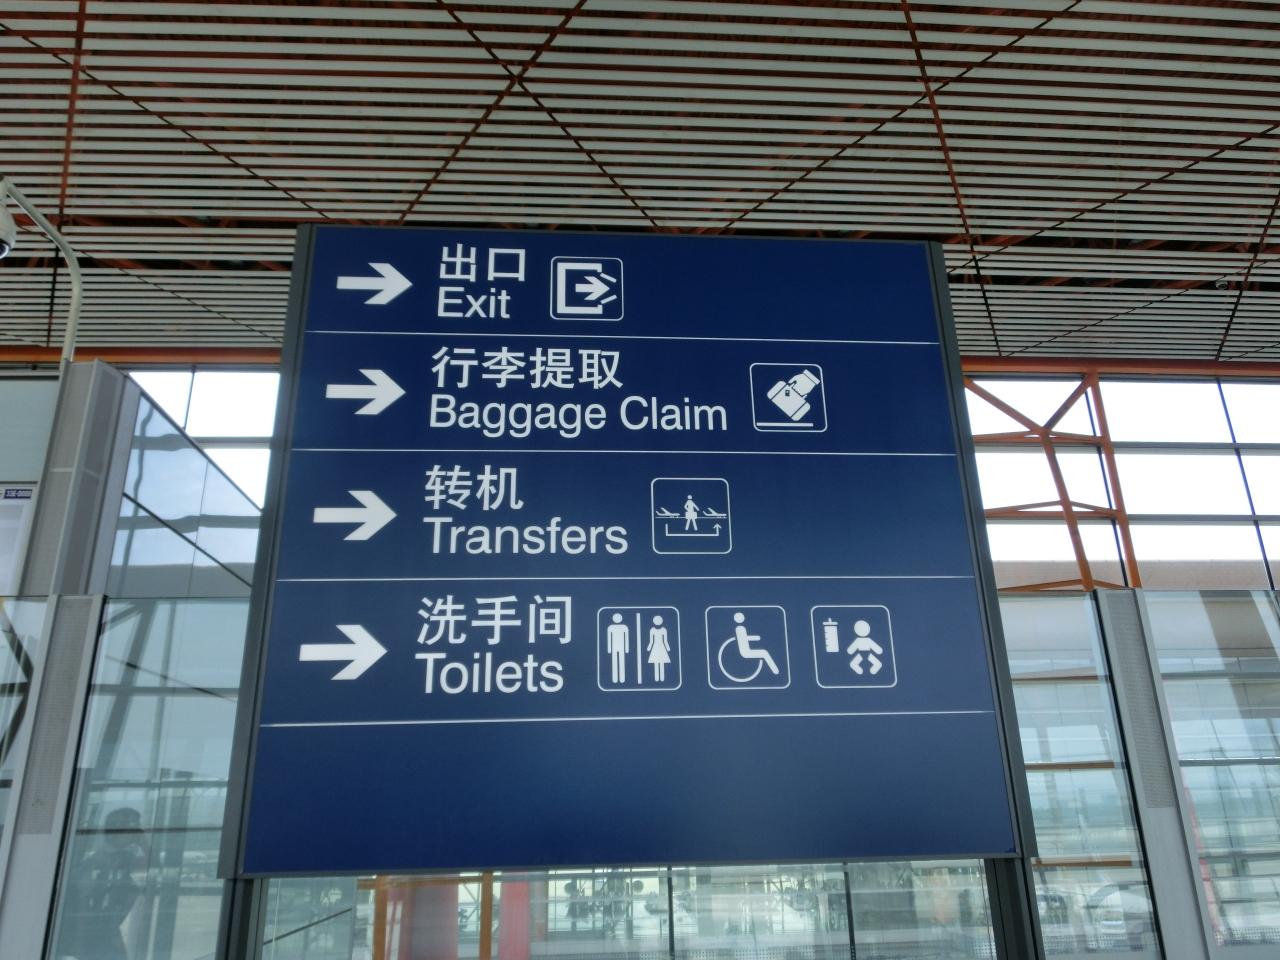 出口
Exit
行李提取
Baggage Claim
转机
Transfers
洗手间
Toilets